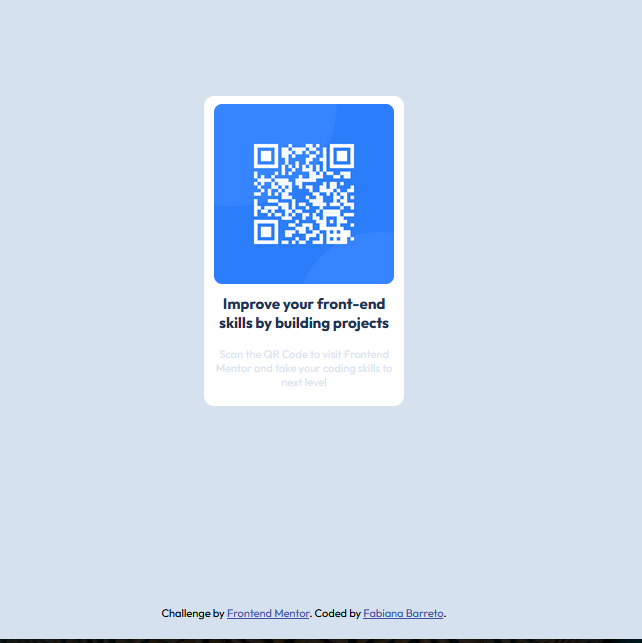 Improve your front-end
skills by building projects
Scan the QR Code to visit Frontend
Mentor and take your coding skills to
next level
Challenge by Frontend Mentor. Coded by Fabiana Barreto.